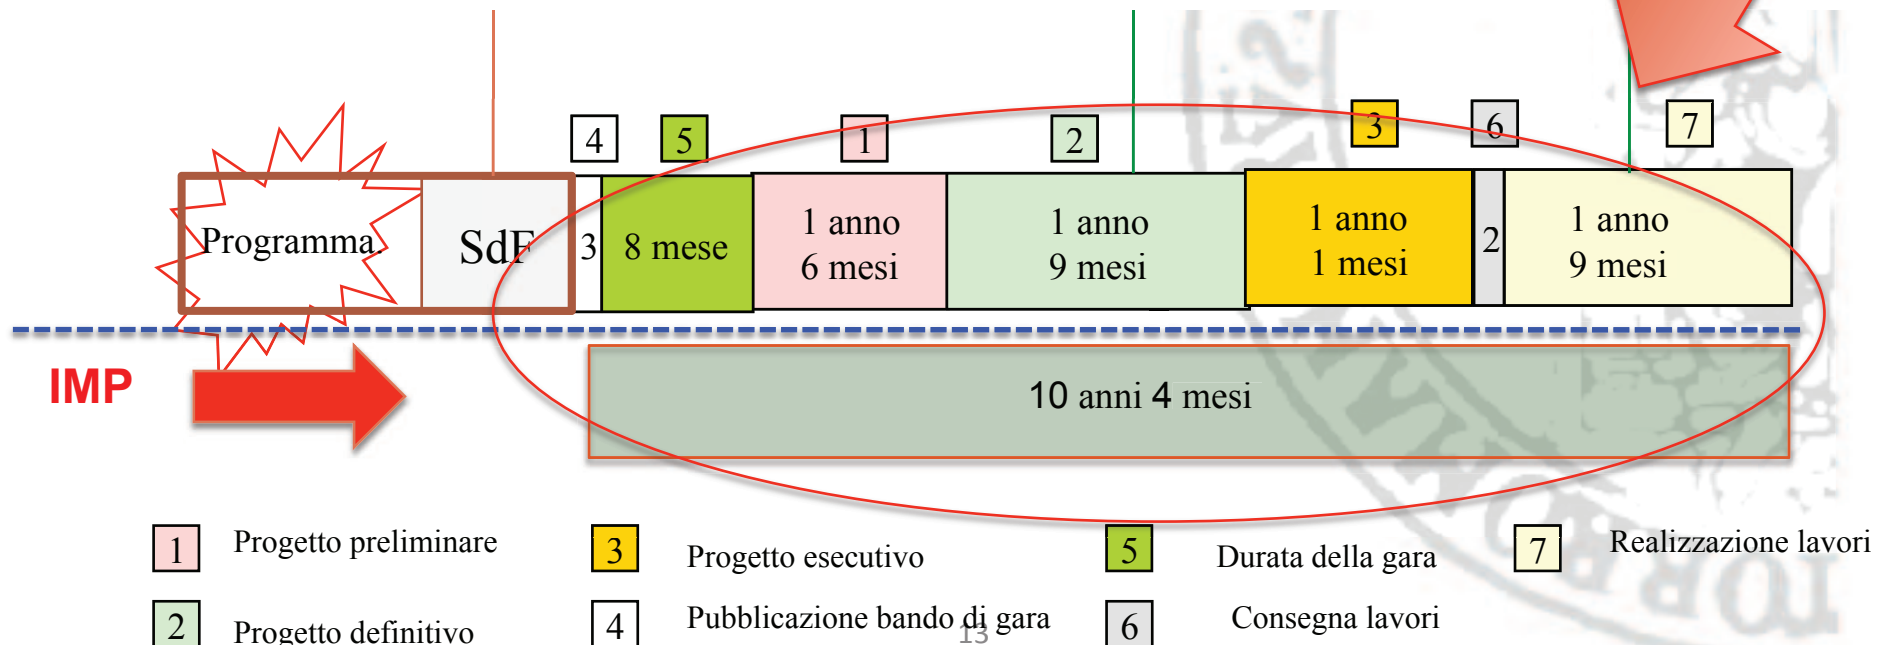 4 5 1 2 3 6 7
Programma. SdF 3 8 mese 1 anno 1 anno 1 anno 2 1 anno
6 mesi 9 mesi 1 mesi 9 mesi
IMP
10 anni 4 mesi
1 Progetto preliminare 3 Progetto esecutivo 5 Durata della gara 7 Realizzazione lavori
2 Progetto definitivo 4 Pubblicazione bando di gara 6 Consegna lavori
13